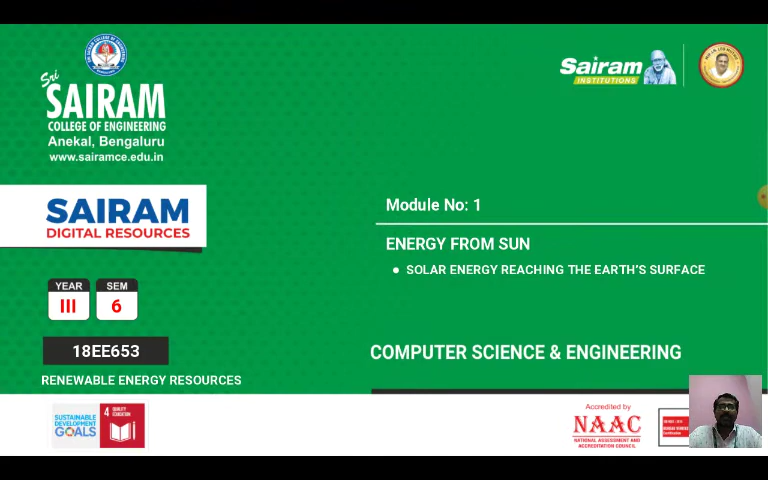 Sri
SAIRAM
COLLEGE OF ENGINEERING
Anekal, Bengaluru
www.sairamce.edu.in
Sairam
INSTITUTIONS
SAIRAM
DIGITAL RESOURCES
Module No: 1
ENERGY FROM SUN
• SOLAR ENERGY REACHING THE EARTH'S SURFACE
YEAR SEM
III 6
18EE653
COMPUTER SCIENCE & ENGINEERING
RENEWABLE ENERGY RESOURCES
SUSTAINABLE
DEVELOPMENT
GOALS
4 QUALITY
EDUCATION
Accredited by
NAAC
NATIONAL ASSESSMENT AND
ACCREDITATION COUNCIL